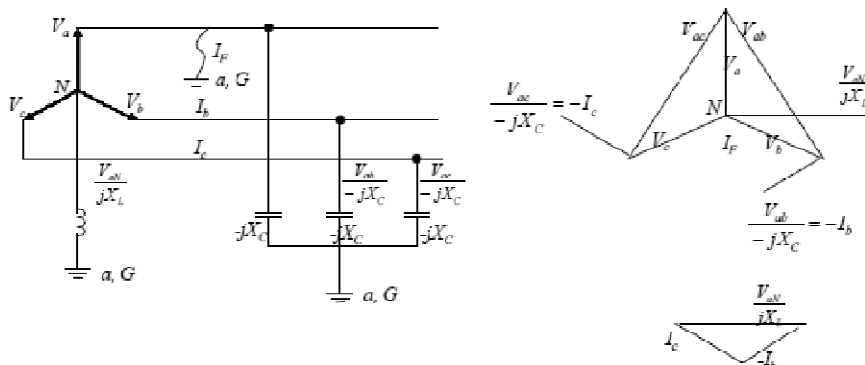 V_a
I_F
a, G
N
V_c
V_b
I_b
I_c
V_aN / jX_L
V_ab / -jX_C
V_ac / -jX_C
-jX_C
-jX_C
-jX_C
a, G
a, G
V_ac
V_ab
V_a
V_aN / jX_L
V_ac / -jX_C = -I_c
N
V_c
I_F
V_b
V_ab / -jX_C = -I_b
V_aN / jX_L
I_c
-I_b